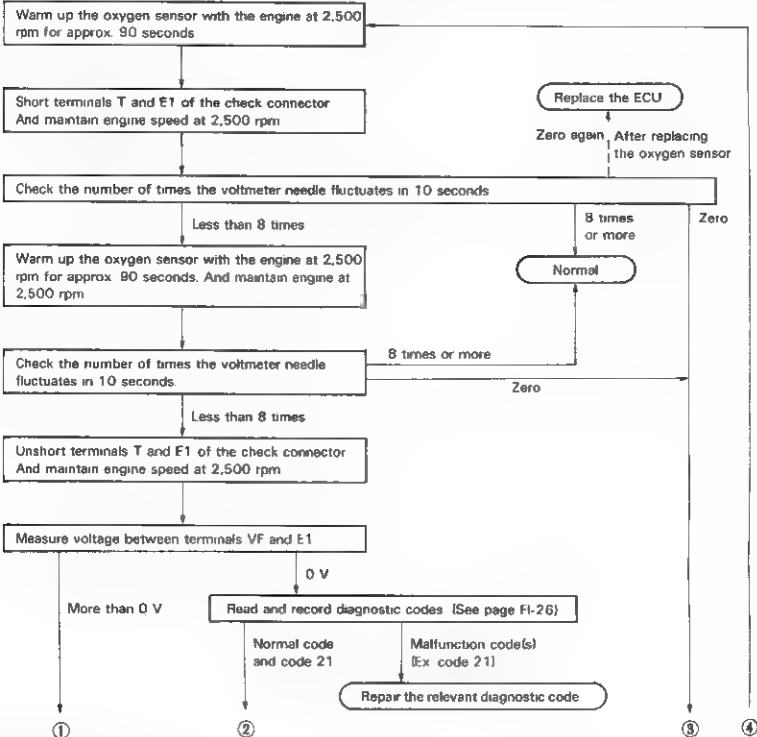 Warm up the oxygen sensor with the engine at 2,500
rpm for approx. 90 seconds
Short terminals T and E1 of the check connector
And maintain engine speed at 2,500 rpm
Replace the ECU
Zero again
After replacing
the oxygen sensor
Check the number of times the voltmeter needle fluctuates in 10 seconds
Less than 8 times
8 times
or more
Zero
Warm up the oxygen sensor with the engine at 2,500
rpm for approx 90 seconds. And maintain engine at
2,500 rpm
Normal
Check the number of times the voltmeter needle
fluctuates in 10 seconds.
8 times or more
Zero
Less than 8 times
Unshort terminals T and E1 of the check connector
And maintain engine speed at 2,500 rpm
Measure voltage between terminals VF and E1
0 V
More than 0 V
Read and record diagnostic codes (See page FI-26)
Normal code
and code 21
Malfunction code(s)
(Ex code 21)
Repair the relevant diagnostic code
① ② ③ ④